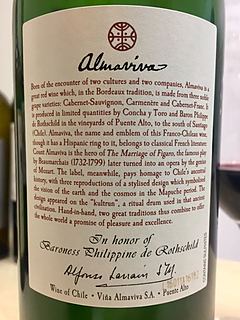 Almaviva
Born of the encounter of two cultures and two companies, Almaviva is a
great red wine which, in the Bordeaux tradition, is made from three noble
grape varieties: Cabernet-Sauvignon, Carmenère and Cabernet-Franc. It
is produced in limited quantities by Concha y Toro and Baron Philippe
de Rothschild in the vineyards of Puente Alto, to the south of Santiago
(Chile). Almaviva, the name and emblem of this Franco-Chilean wine,
though it has a Hispanic ring to it, belongs to classical French literature:
Count Almaviva is the hero of The Marriage of Figaro, the famous play
by Beaumarchais (1732-1799) later turned into an opera by the genius
of Mozart. The label, meanwhile, pays homage to Chile's ancestral
history, with three reproductions of a stylised design which symbolises
the vision of the earth and the cosmos in the Mapuche period. The
design appears on the "kultrun", a ritual drum used in that ancient
civilisation. Hand-in-hand, two great traditions thus combine to offer
the whole world a promise of pleasure and excellence.
In honor of
Baroness Philippine de Rothschild
Alfonso Larrain S.M.
Wine of Chile • Viña Almaviva S.A. • Puente Alto
CONTAINS SULFITES